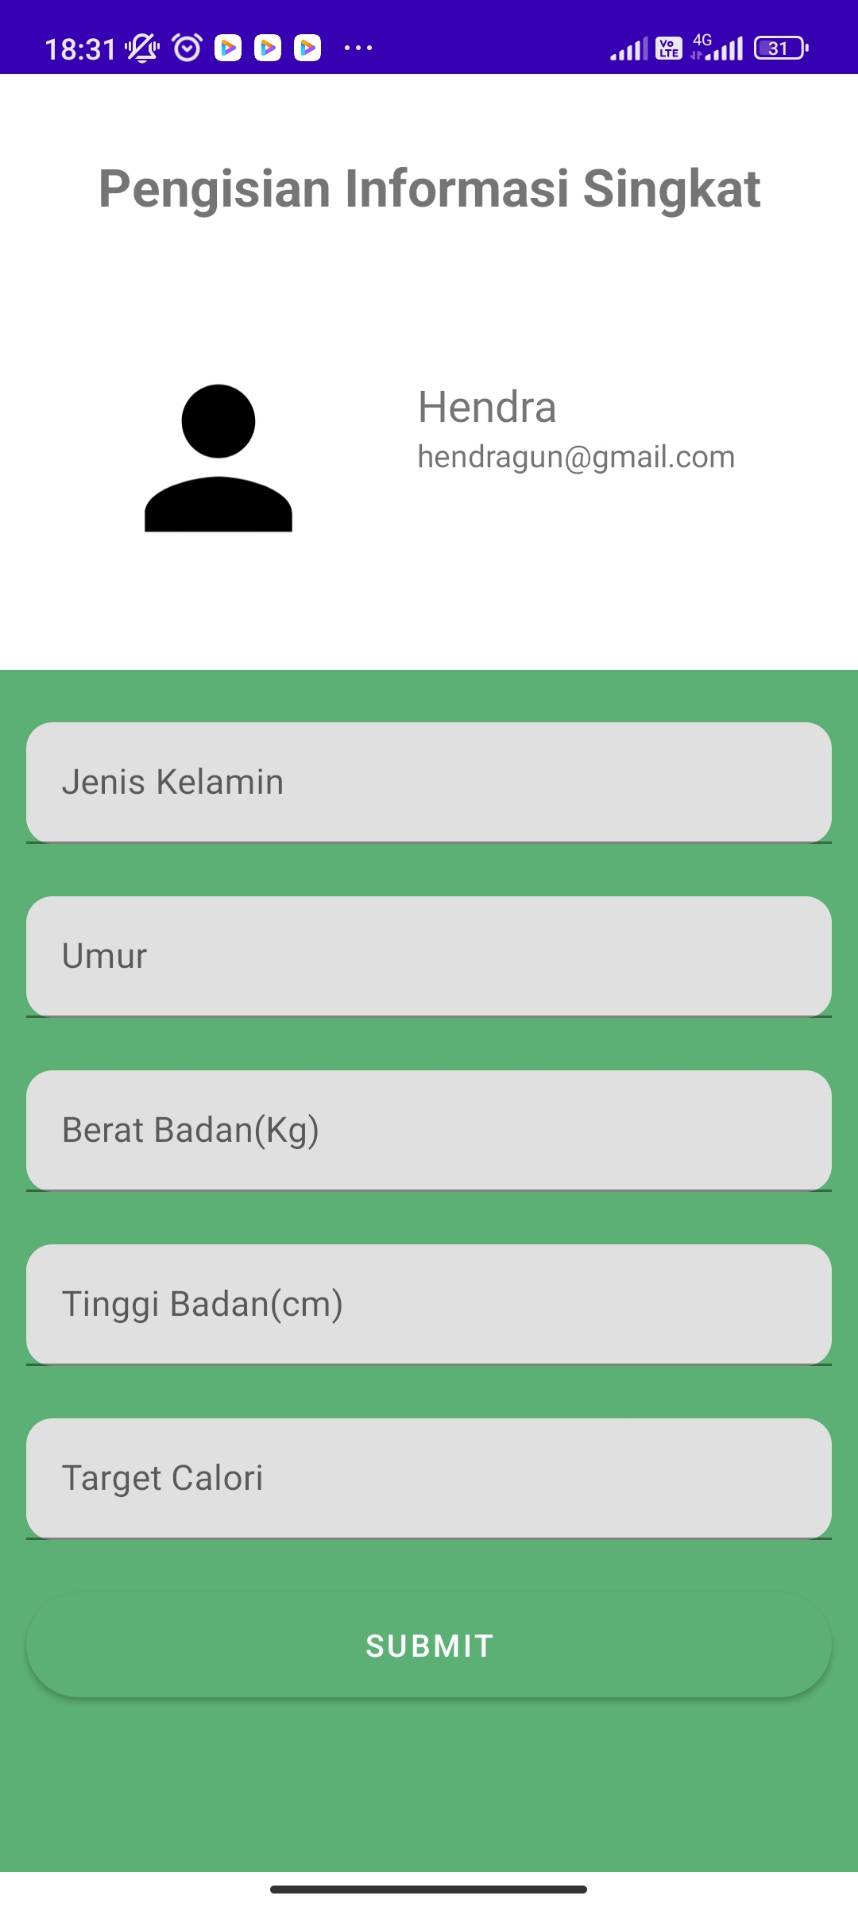 18:31
Vo LTE
4G
31
Pengisian Informasi Singkat
Hendra
hendragun@gmail.com
Jenis Kelamin
Umur
Berat Badan(Kg)
Tinggi Badan(cm)
Target Calori
SUBMIT